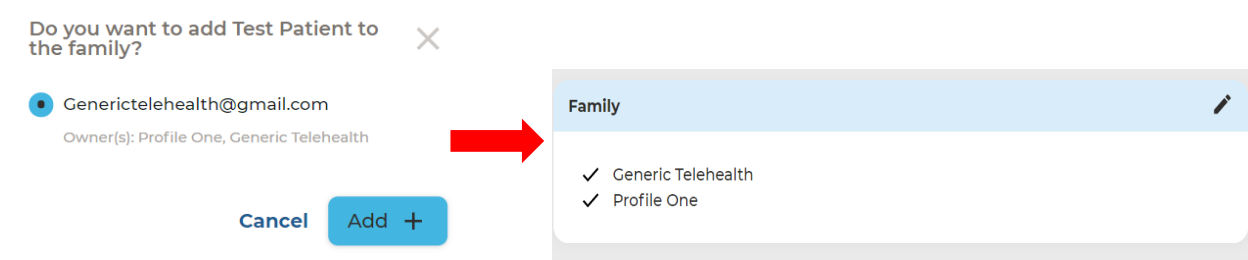 Do you want to add Test Patient to
the family?
Generictelehealth@gmail.com
Owner(s): Profile One, Generic Telehealth
Cancel
Add +
Family
Generic Telehealth
Profile One